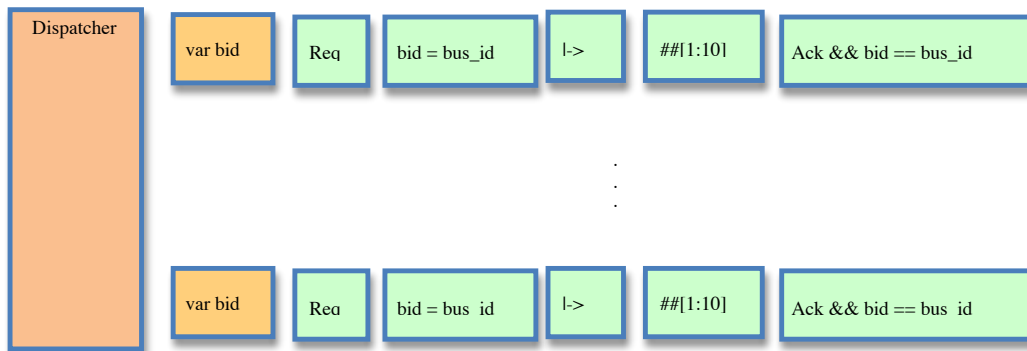 Dispatcher
var bid
Req
bid = bus_id
|->
##[1:10]
Ack && bid == bus_id
.
.
.
var bid
Req
bid = bus_id
|->
##[1:10]
Ack && bid == bus_id